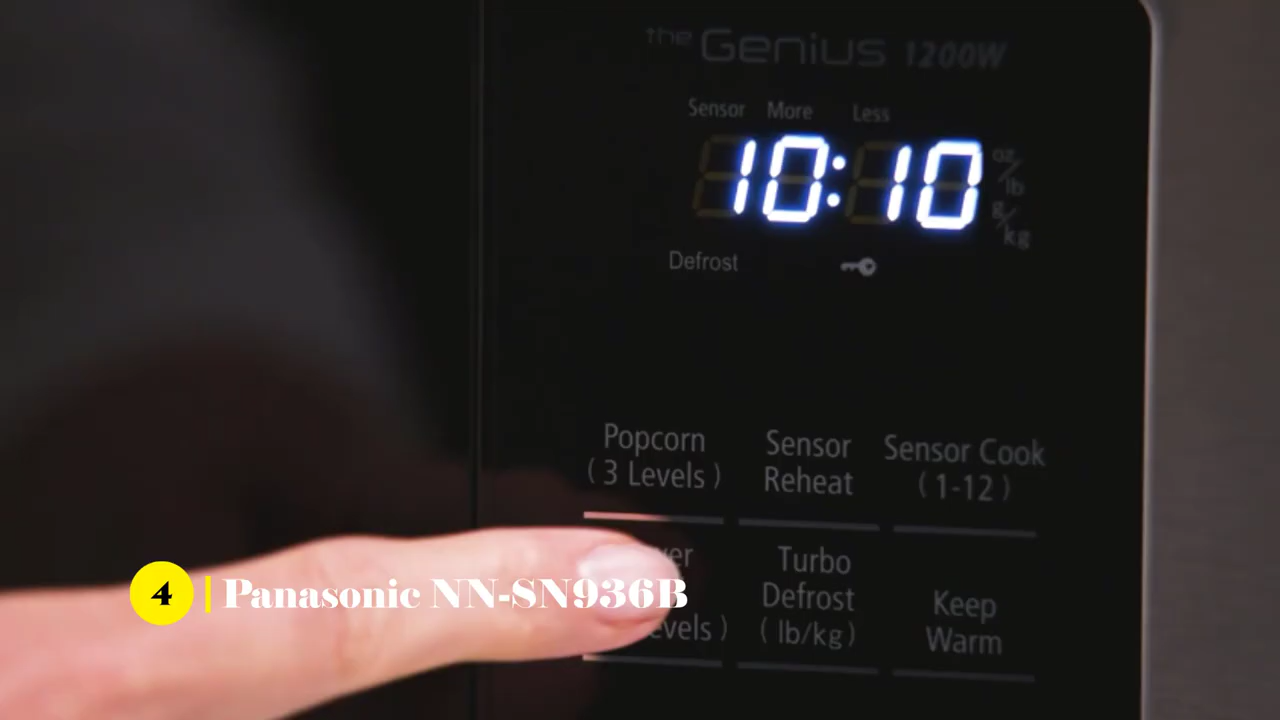 the Genius 1200W
Sensor More Less
10:10
oz/lb
g/kg
Defrost
Popcorn
( 3 Levels )
Sensor
Reheat
Sensor Cook
( 1-12 )
Turbo
Defrost
( lb/kg )
Keep
Warm
4
Panasonic NN-SN936B